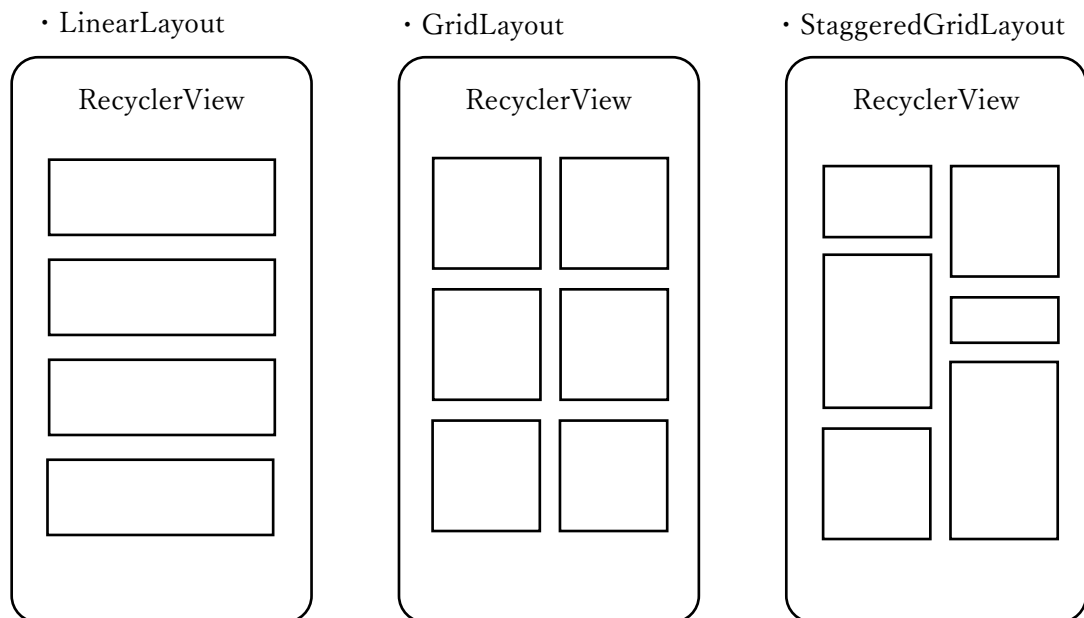 ・LinearLayout
・GridLayout
・StaggeredGridLayout
RecyclerView
RecyclerView
RecyclerView